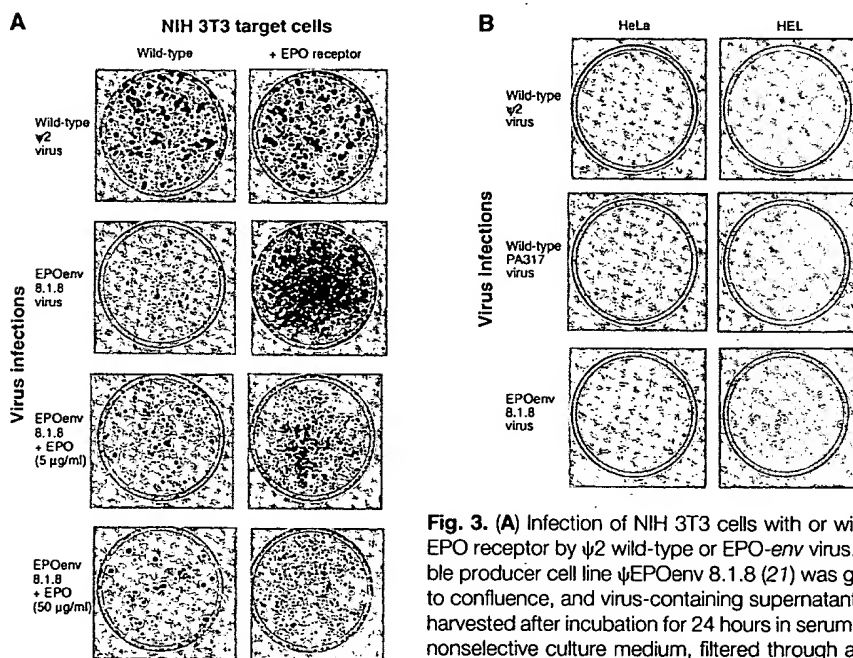 A
NIH 3T3 target cells
Wild-type
+ EPO receptor
Virus infections
Wild-type
ψ2
virus
EPOenv
8.1.8
virus
EPOenv
8.1.8
+ EPO
(5 µg/ml)
EPOenv
8.1.8
+ EPO
(50 µg/ml)
B
HeLa
HEL
Virus Infections
Wild-type
ψ2
virus
Wild-type
PA317
virus
EPOenv
8.1.8
virus
Fig. 3. (A) Infection of NIH 3T3 cells with or wi
EPO receptor by ψ2 wild-type or EPO-env virus.
ble producer cell line ψEPOenv 8.1.8 (21) was g
to confluence, and virus-containing supernatant
harvested after incubation for 24 hours in serum
nonselective culture medium, filtered through a